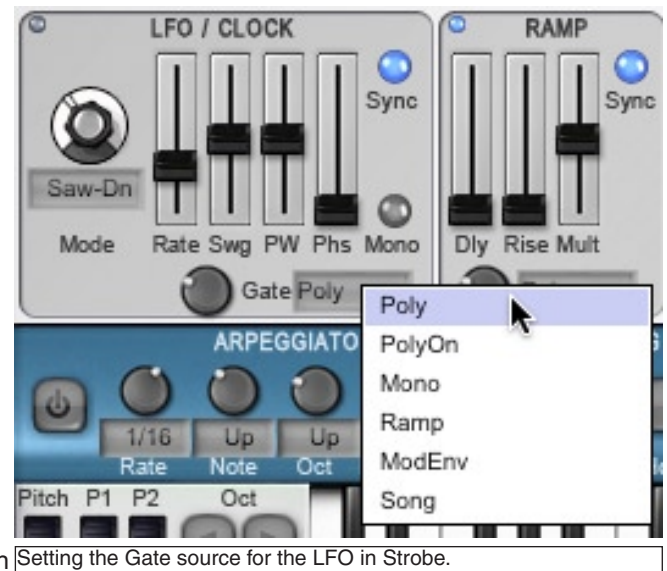 LFO / CLOCK
RAMP
Sync
Sync
Saw-Dn
Mode Rate Swg PW Phs Mono
Dly Rise Mult
Gate Poly
Poly
PolyOn
Mono
Ramp
ModEnv
Song
ARPEGGIATO
1/16 Up Up
Rate Note Oct
Pitch P1 P2 Oct
Setting the Gate source for the LFO in Strobe.